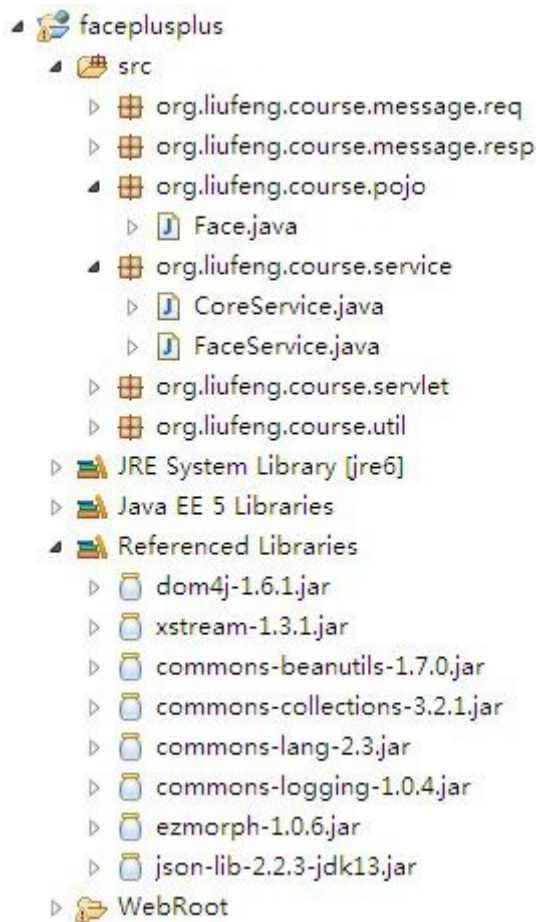 faceplusplus
src
org.liufeng.course.message.req
org.liufeng.course.message.resp
org.liufeng.course.pojo
Face.java
org.liufeng.course.service
CoreService.java
FaceService.java
org.liufeng.course.servlet
org.liufeng.course.util
JRE System Library [jre6]
Java EE 5 Libraries
Referenced Libraries
dom4j-1.6.1.jar
xstream-1.3.1.jar
commons-beanutils-1.7.0.jar
commons-collections-3.2.1.jar
commons-lang-2.3.jar
commons-logging-1.0.4.jar
ezmorph-1.0.6.jar
json-lib-2.2.3-jdk13.jar
WebRoot